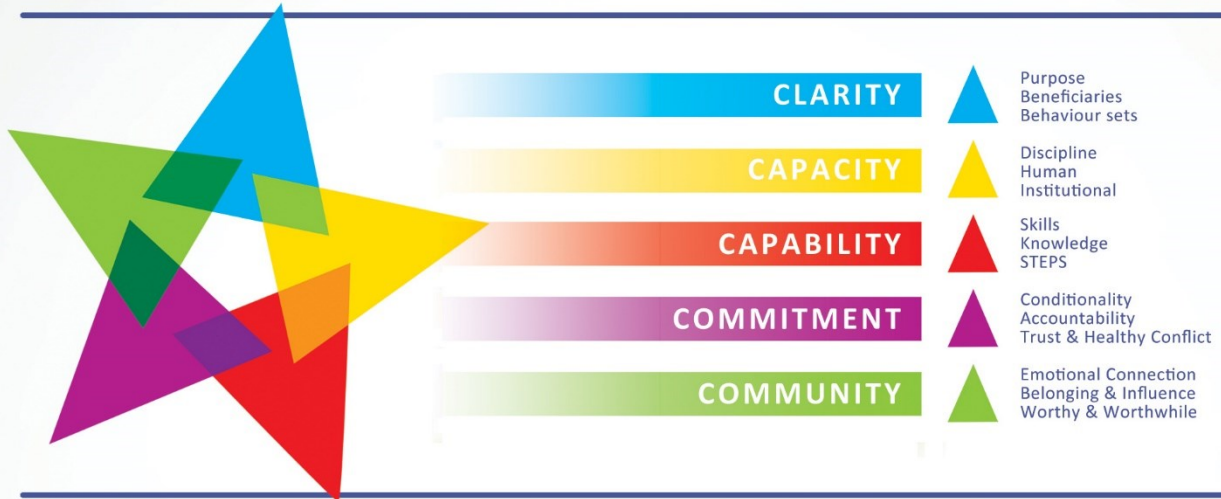 CLARITY
Purpose
Beneficiaries
Behaviour sets
CAPACITY
Discipline
Human
Institutional
CAPABILITY
Skills
Knowledge
STEPS
COMMITMENT
Conditionality
Accountability
Trust & Healthy Conflict
COMMUNITY
Emotional Connection
Belonging & Influence
Worthy & Worthwhile